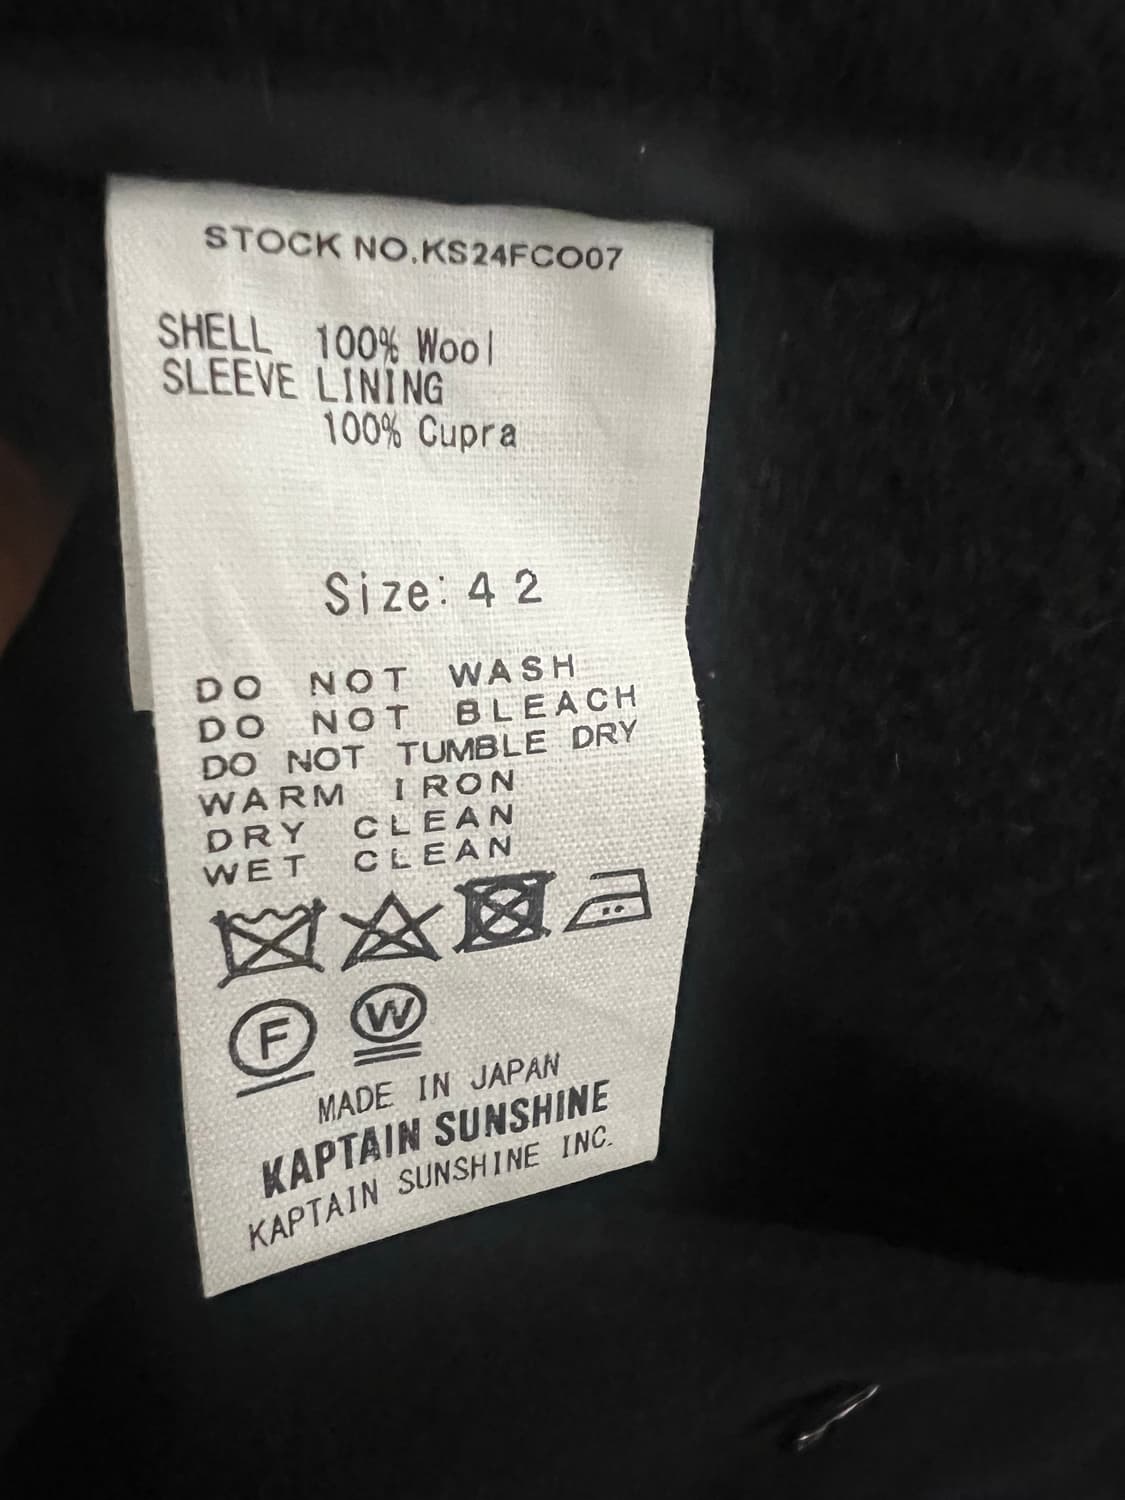 STOCK NO.KS24FCO07
SHELL 100% Wool
SLEEVE LINING
100% Cupra
Size: 42
DO NOT WASH
DO NOT BLEACH
DO NOT TUMBLE DRY
WARM IRON
DRY CLEAN
WET CLEAN
F W
MADE IN JAPAN
KAPTAIN SUNSHINE
KAPTAIN SUNSHINE INC.